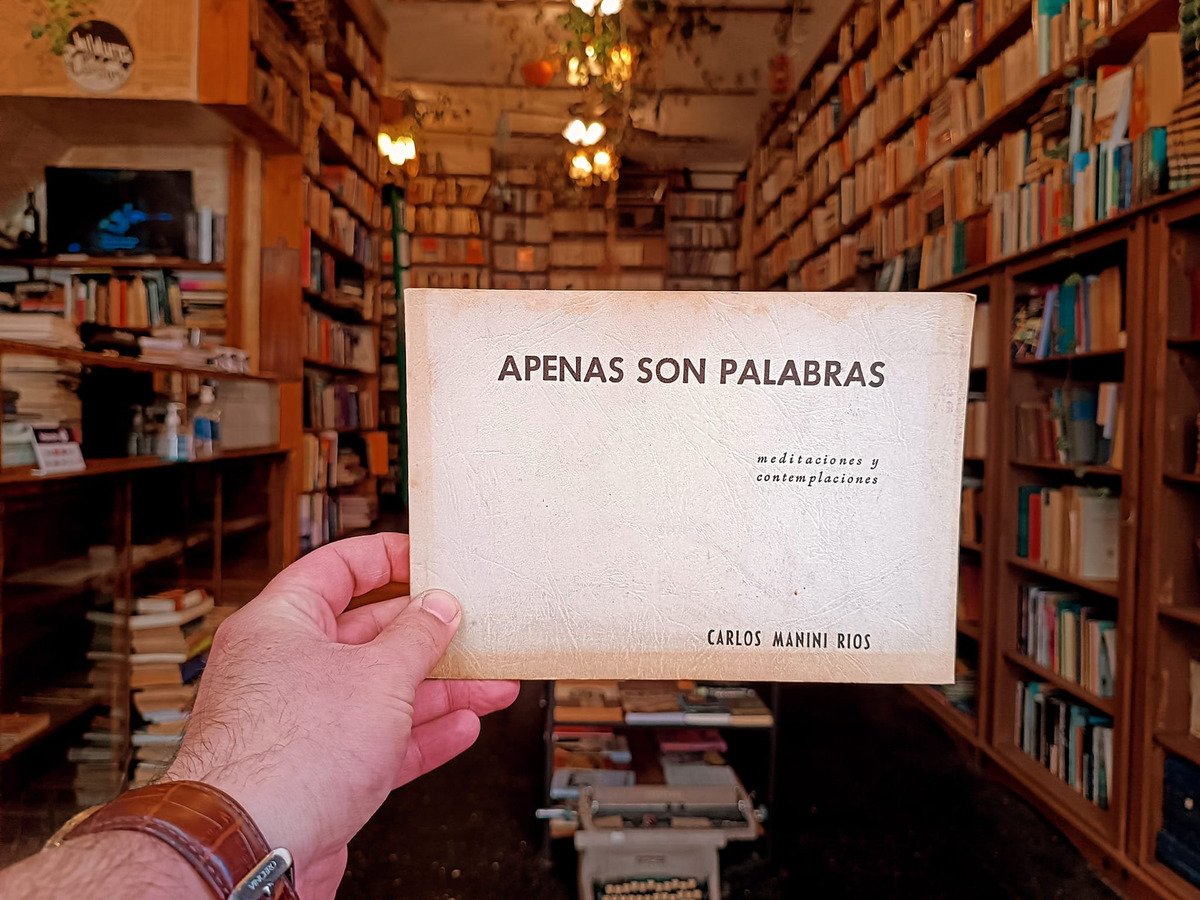 APENAS SON PALABRAS
meditaciones y
contemplaciones
CARLOS MANINI RIOS